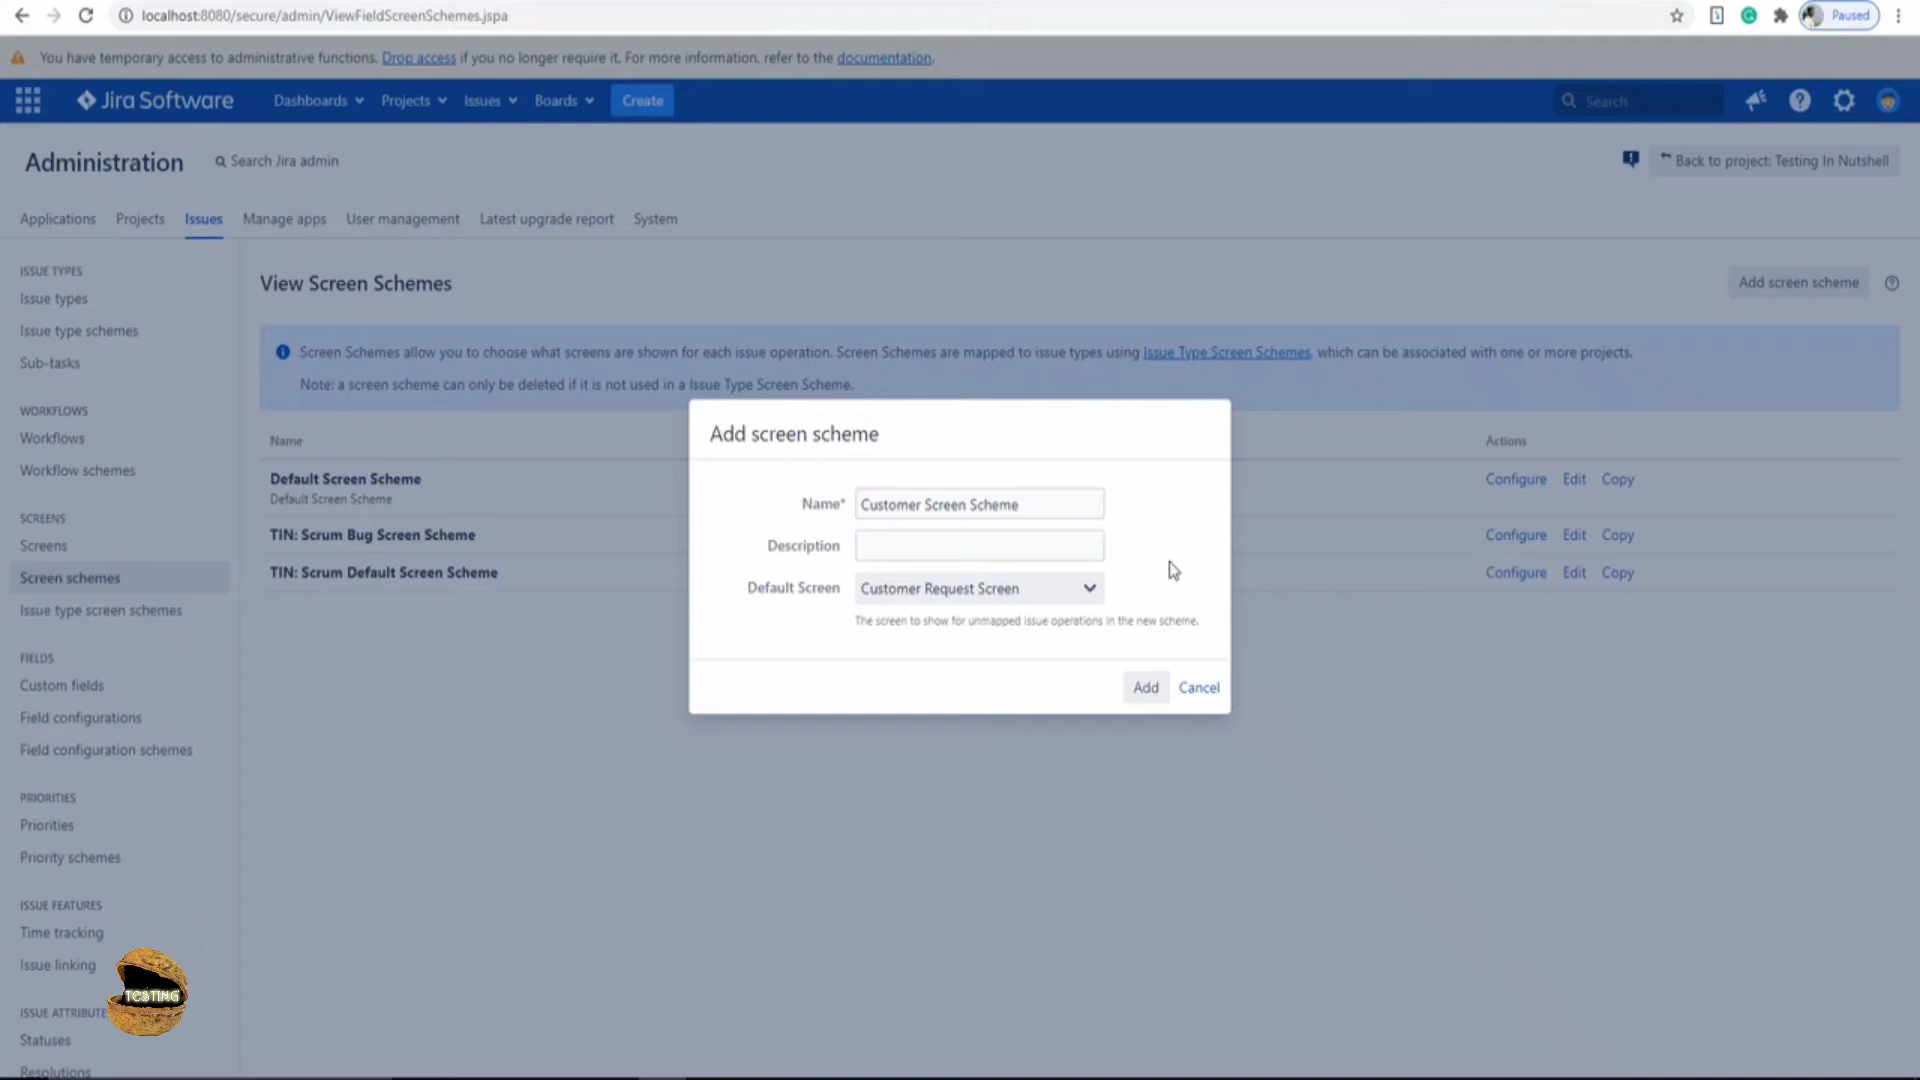 localhost:8080/secure/admin/ViewFieldScreenSchemes.jspa
Paused
You have temporary access to administrative functions. Drop access if you no longer require it. For more information, refer to the documentation.
Jira Software
Dashboards
Projects
Issues
Boards
Create
Search
Administration
Search Jira admin
Back to project: Testing In Nutshell
Applications
Projects
Issues
Manage apps
User management
Latest upgrade report
System
ISSUE TYPES
Issue types
Issue type schemes
Sub-tasks
WORKFLOWS
Workflows
Workflow schemes
SCREENS
Screens
Screen schemes
Issue type screen schemes
FIELDS
Custom fields
Field configurations
Field configuration schemes
PRIORITIES
Priorities
Priority schemes
ISSUE FEATURES
Time tracking
Issue linking
ISSUE ATTRIBUTE
Statuses
Resolutions
TESTING
View Screen Schemes
Add screen scheme
Screen Schemes allow you to choose what screens are shown for each issue operation. Screen Schemes are mapped to issue types using Issue Type Screen Schemes, which can be associated with one or more projects.
Note: a screen scheme can only be deleted if it is not used in a Issue Type Screen Scheme.
Name
Actions
Default Screen Scheme
Default Screen Scheme
Configure Edit Copy
TIN: Scrum Bug Screen Scheme
Configure Edit Copy
TIN: Scrum Default Screen Scheme
Configure Edit Copy
Add screen scheme
Name* Customer Screen Scheme
Description
Default Screen Customer Request Screen
The screen to show for unmapped issue operations in the new scheme.
Add Cancel